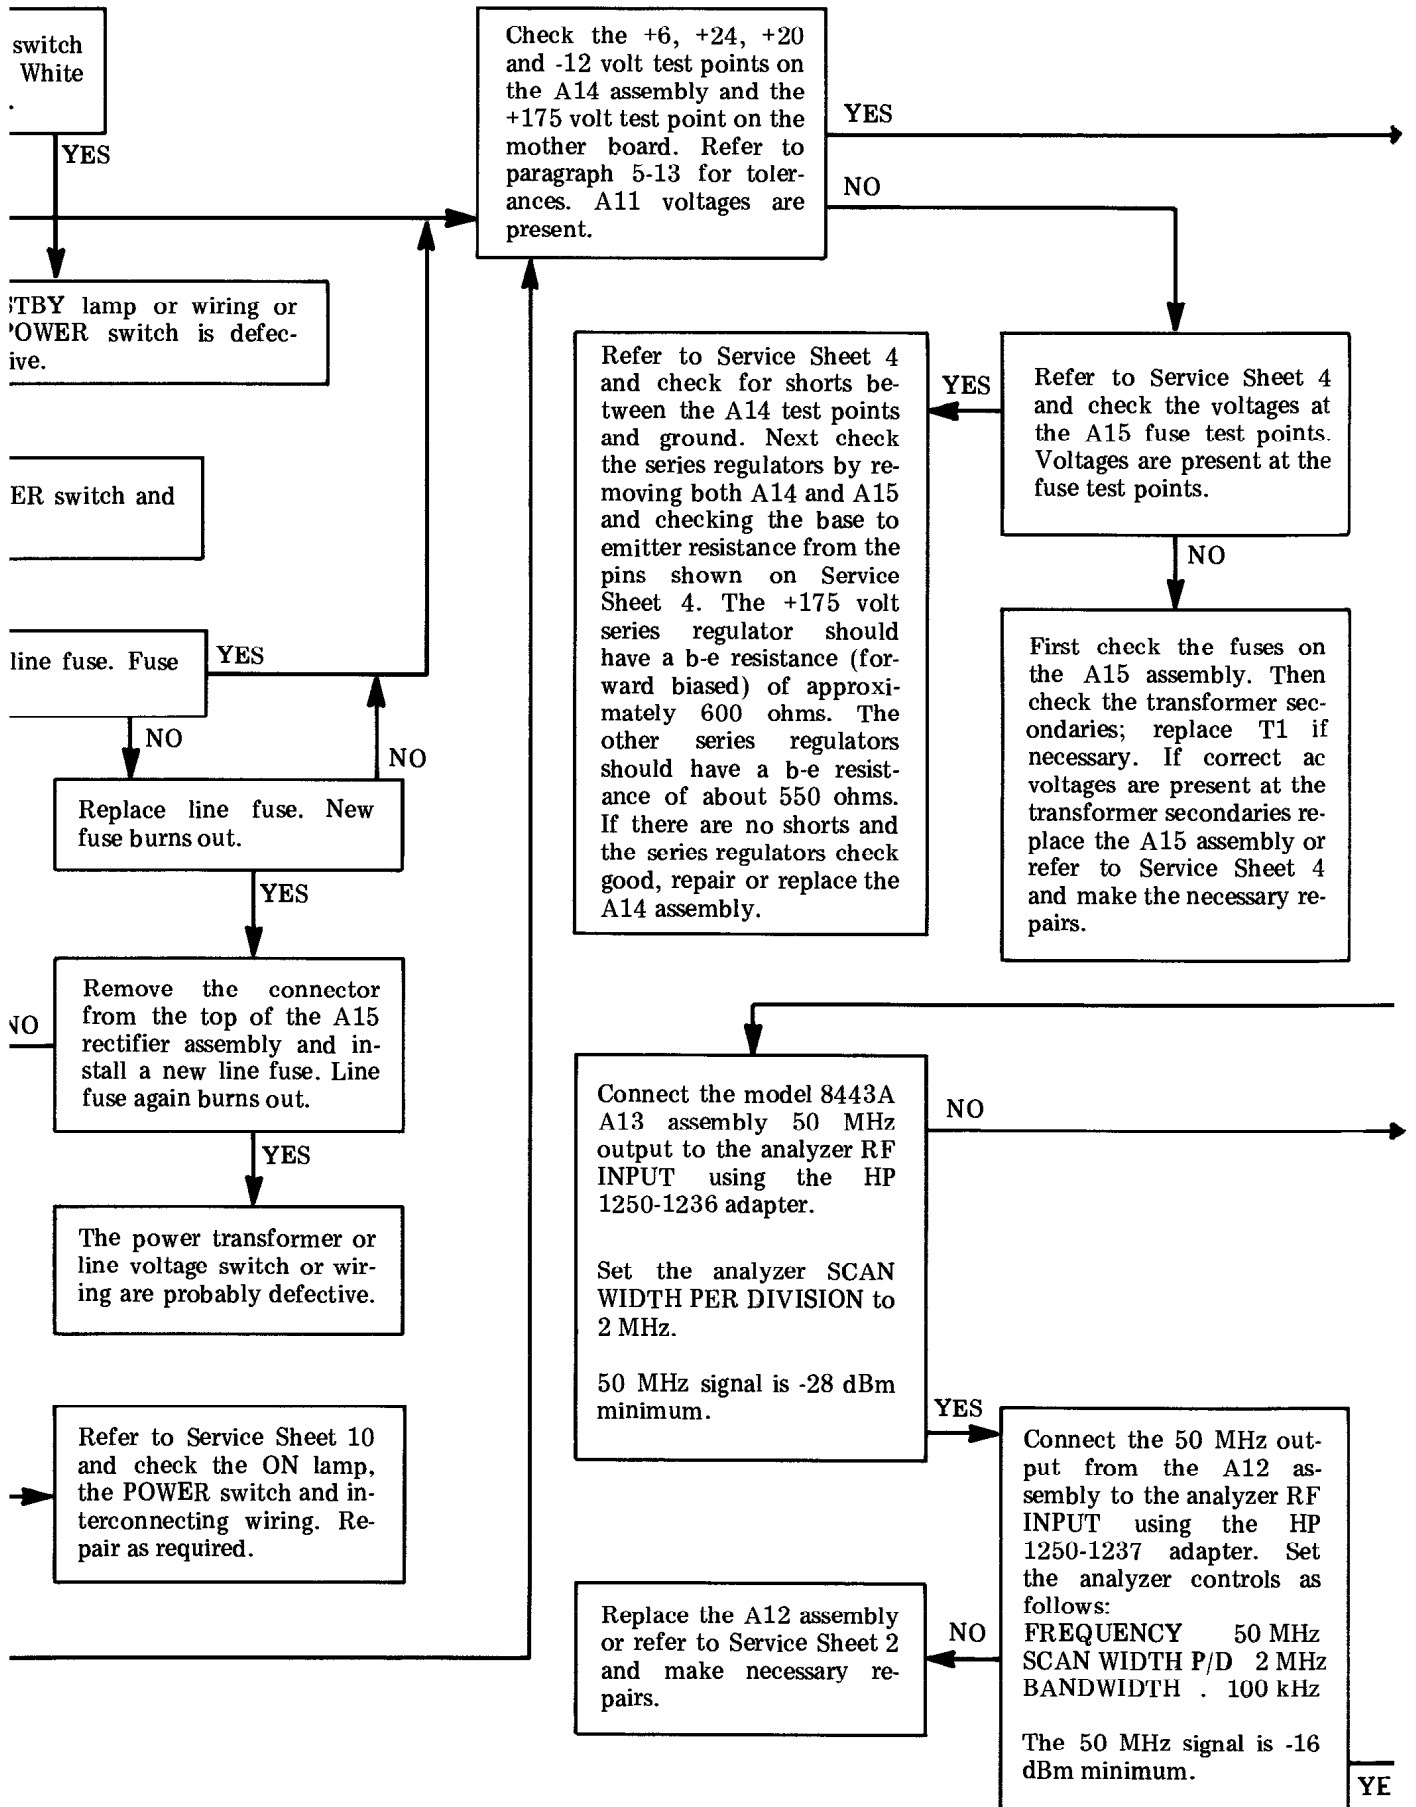 switch
White
.
YES
STBY lamp or wiring or
POWER switch is defec-
ive.
ER switch and
line fuse. Fuse
YES
NO
NO
Replace line fuse. New
fuse burns out.
YES
NO
Remove the connector
from the top of the A15
rectifier assembly and in-
stall a new line fuse. Line
fuse again burns out.
YES
The power transformer or
line voltage switch or wir-
ing are probably defective.
Refer to Service Sheet 10
and check the ON lamp,
the POWER switch and in-
terconnecting wiring. Re-
pair as required.
Check the +6, +24, +20
and -12 volt test points on
the A14 assembly and the
+175 volt test point on the
mother board. Refer to
paragraph 5-13 for toler-
ances. A11 voltages are
present.
YES
NO
Refer to Service Sheet 4
and check the voltages at
the A15 fuse test points.
Voltages are present at the
fuse test points.
YES
NO
Refer to Service Sheet 4
and check for shorts be-
tween the A14 test points
and ground. Next check
the series regulators by re-
moving both A14 and A15
and checking the base to
emitter resistance from the
pins shown on Service
Sheet 4. The +175 volt
series regulator should
have a b-e resistance (for-
ward biased) of approxi-
mately 600 ohms. The
other series regulators
should have a b-e resist-
ance of about 550 ohms.
If there are no shorts and
the series regulators check
good, repair or replace the
A14 assembly.
First check the fuses on
the A15 assembly. Then
check the transformer sec-
ondaries; replace T1 if
necessary. If correct ac
voltages are present at the
transformer secondaries re-
place the A15 assembly or
refer to Service Sheet 4
and make the necessary re-
pairs.
Connect the model 8443A
A13 assembly 50 MHz
output to the analyzer RF
INPUT using the HP
1250-1236 adapter.
Set the analyzer SCAN
WIDTH PER DIVISION to
2 MHz.
50 MHz signal is -28 dBm
minimum.
NO
YES
Connect the 50 MHz out-
put from the A12 as-
sembly to the analyzer RF
INPUT using the HP
1250-1237 adapter. Set
the analyzer controls as
follows:
FREQUENCY 50 MHz
SCAN WIDTH P/D 2 MHz
BANDWIDTH . 100 kHz
The 50 MHz signal is -16
dBm minimum.
NO
YE
Replace the A12 assembly
or refer to Service Sheet 2
and make necessary re-
pairs.